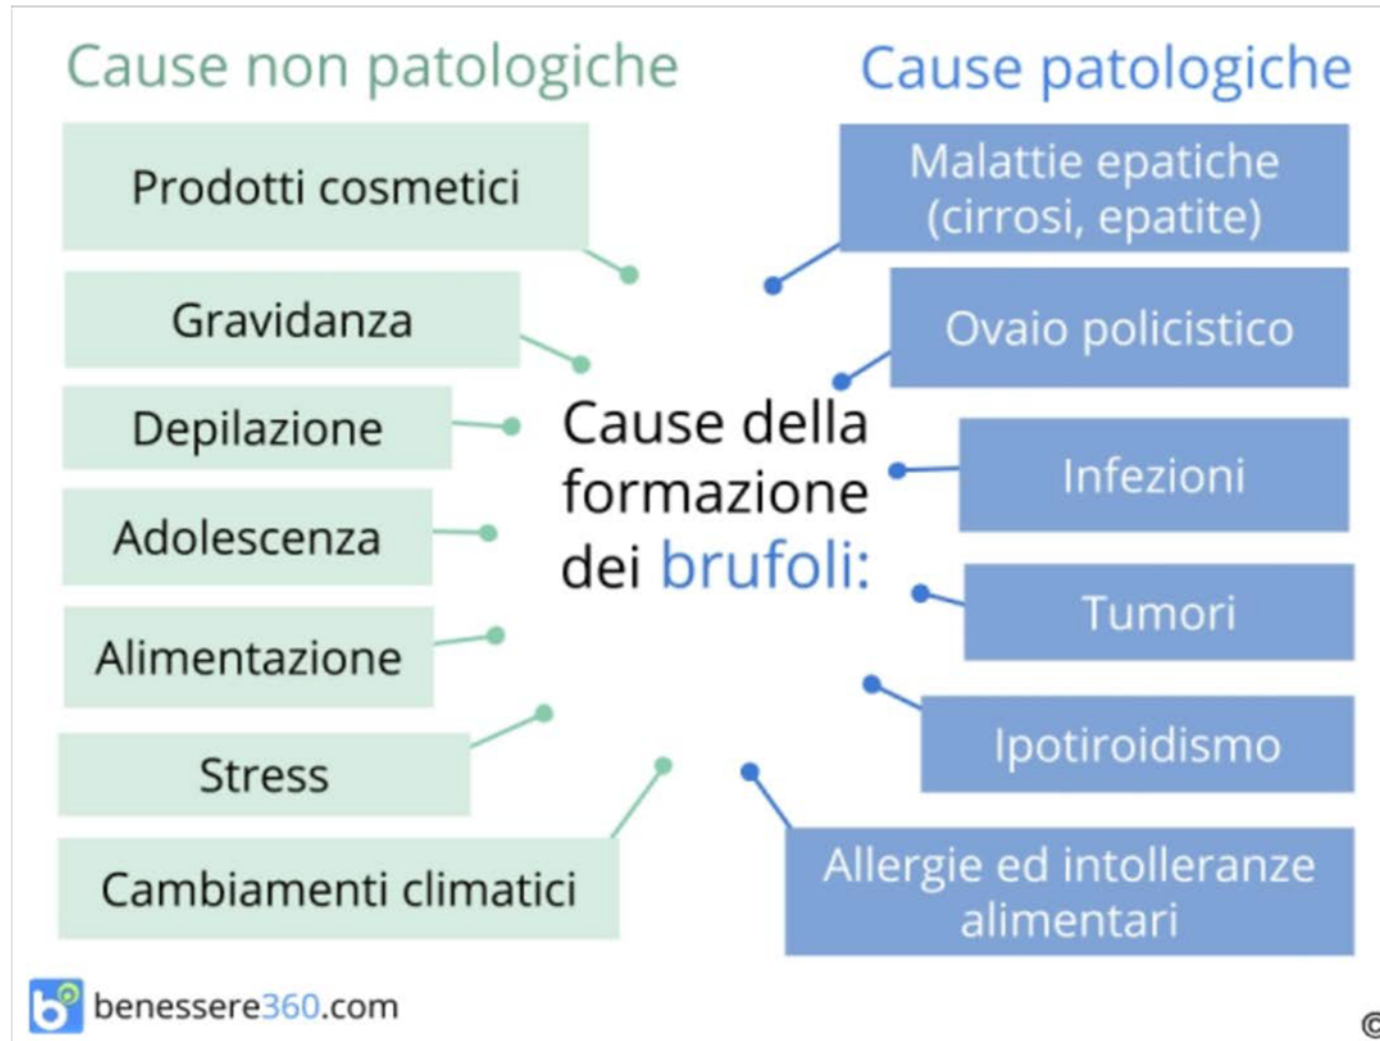 Cause non patologiche
Prodotti cosmetici
Gravidanza
Depilazione
Adolescenza
Alimentazione
Stress
Cambiamenti climatici
Cause della
formazione
dei brufoli:
Cause patologiche
Malattie epatiche
(cirrosi, epatite)
Ovaio policistico
Infezioni
Tumori
Ipotiroidismo
Allergie ed intolleranze
alimentari
benessere360.com
©